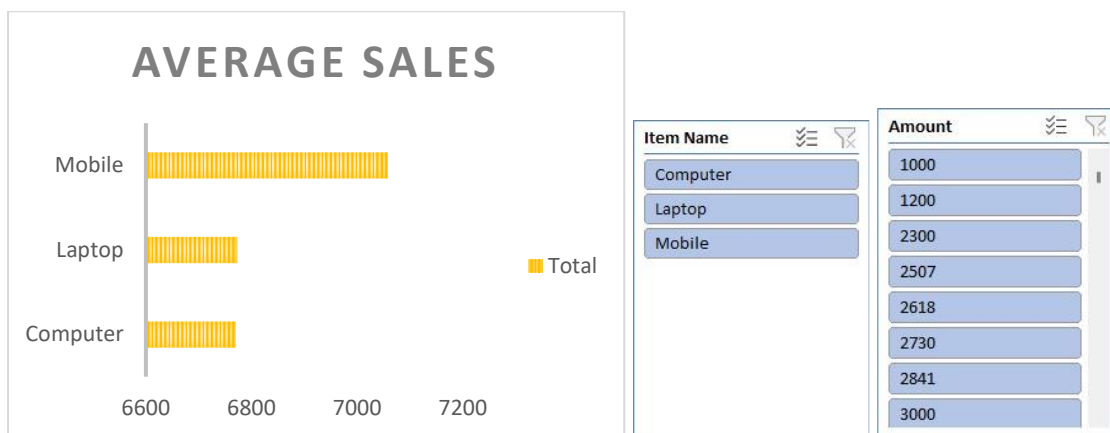 AVERAGE SALES
Mobile
Laptop
Computer
Total
6600 6800 7000 7200
Item Name
Computer
Laptop
Mobile
Amount
1000
1200
2300
2507
2618
2730
2841
3000